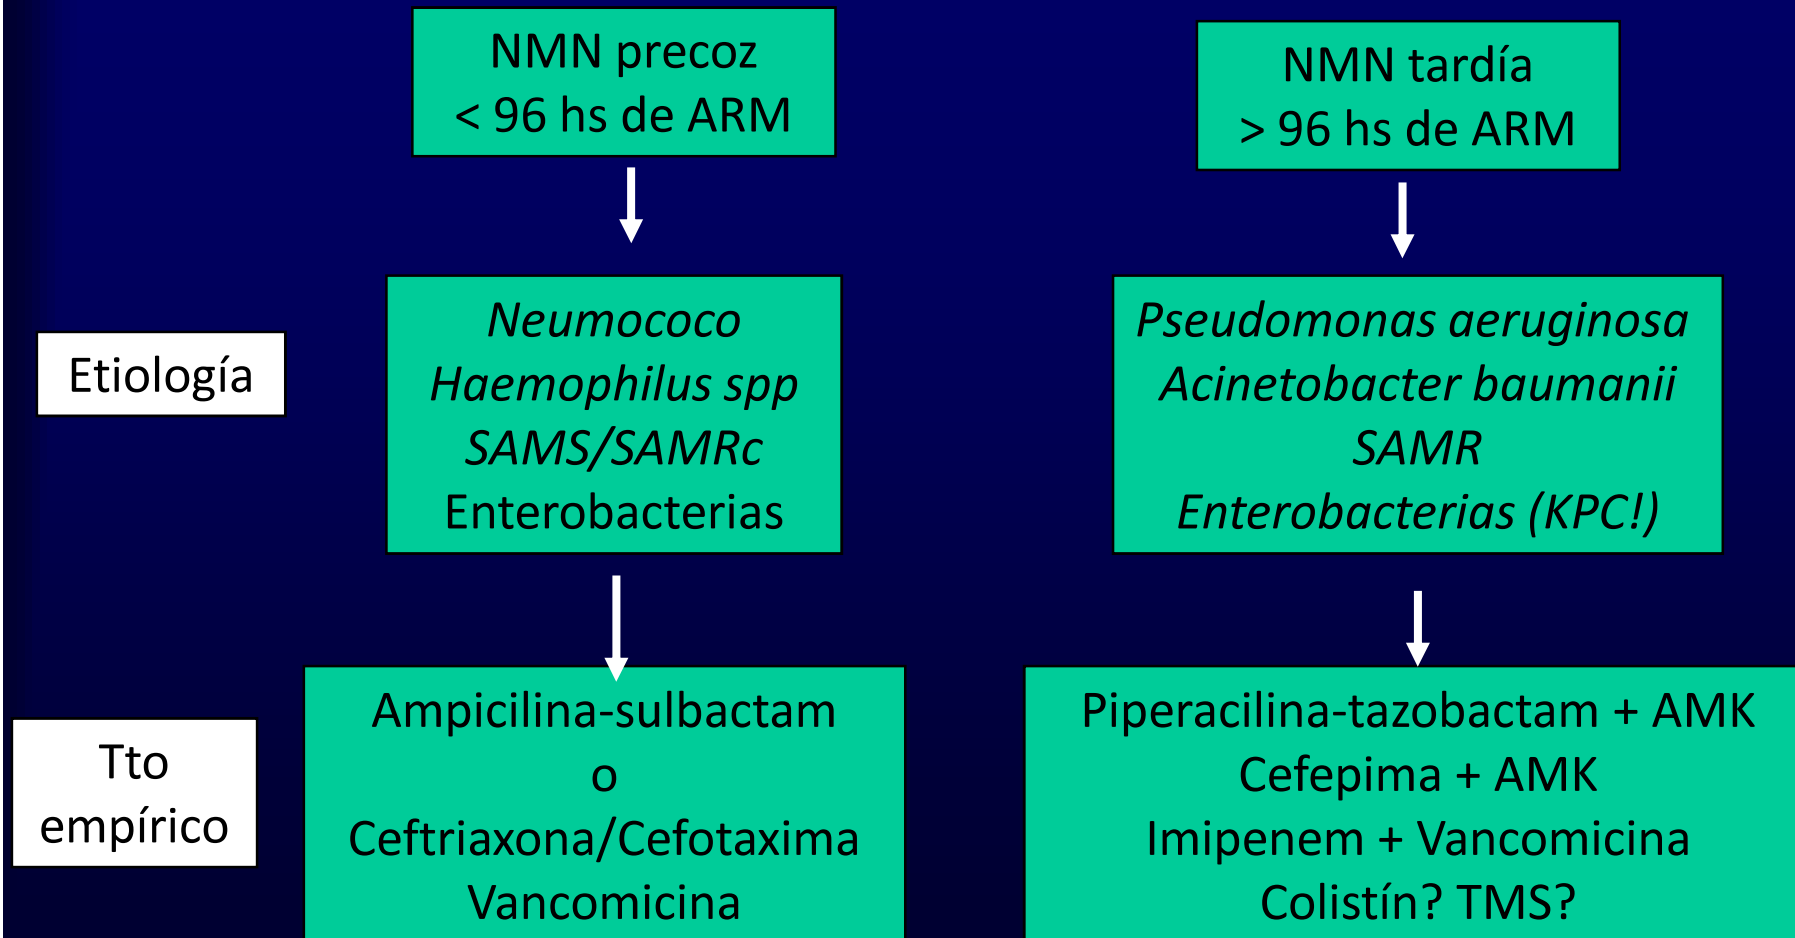 NMN precoz
< 96 hs de ARM
NMN tardía
> 96 hs de ARM
Etiología
Neumococo
Haemophilus spp
SAMS/SAMRc
Enterobacterias
Pseudomonas aeruginosa
Acinetobacter baumanii
SAMR
Enterobacterias (KPC!)
Tto
empírico
Ampicilina-sulbactam
o
Ceftriaxona/Cefotaxima
Vancomicina
Piperacilina-tazobactam + AMK
Cefepima + AMK
Imipenem + Vancomicina
Colistín? TMS?